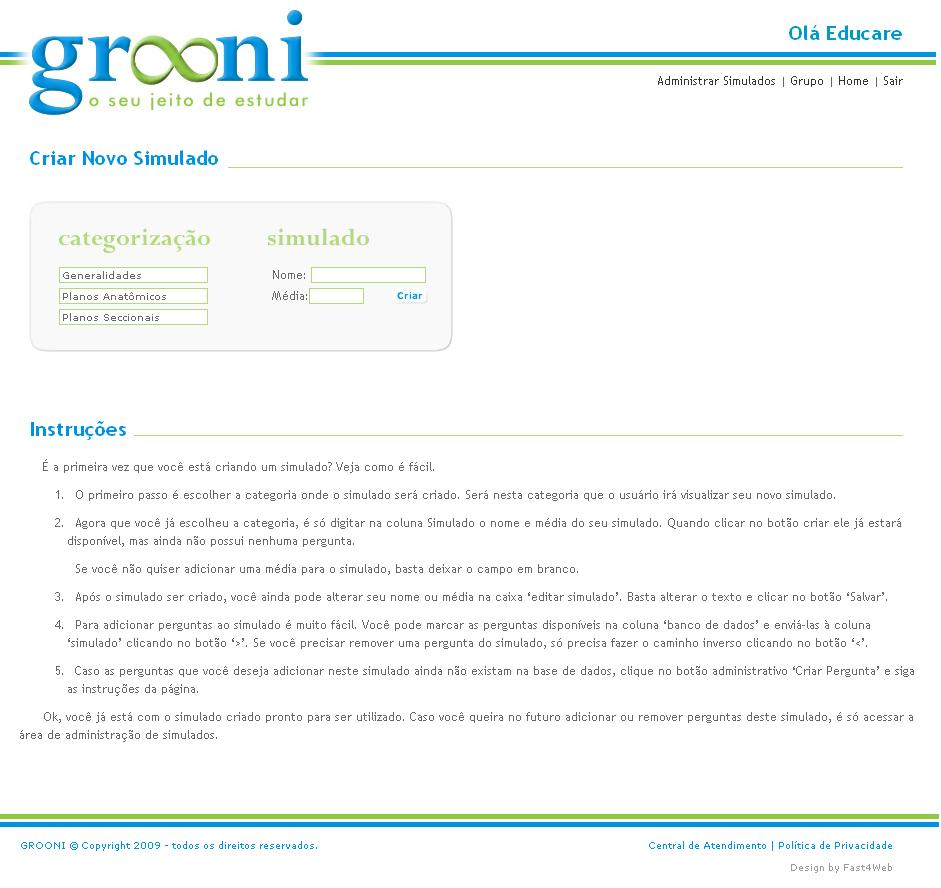 grooni
o seu jeito de estudar
Olá Educare
Administrar Simulados | Grupo | Home | Sair
Criar Novo Simulado
categorização
simulado
Generalidades
Nome:
Planos Anatômicos
Média:
Criar
Planos Seccionais
Instruções
É a primeira vez que você está criando um simulado? Veja como é fácil.
1. O primeiro passo é escolher a categoria onde o simulado será criado. Será nesta categoria que o usuário irá visualizar seu novo simulado.
2. Agora que você já escolheu a categoria, é só digitar na coluna Simulado o nome e média do seu simulado. Quando clicar no botão criar ele já estará
disponível, mas ainda não possui nenhuma pergunta.
Se você não quiser adicionar uma média para o simulado, basta deixar o campo em branco.
3. Após o simulado ser criado, você ainda pode alterar seu nome ou média na caixa ‘editar simulado’. Basta alterar o texto e clicar no botão ‘Salvar’.
4. Para adicionar perguntas ao simulado é muito fácil. Você pode marcar as perguntas disponíveis na coluna ‘banco de dados’ e enviá-las à coluna
‘simulado’ clicando no botão ‘>’. Se você precisar remover uma pergunta do simulado, só precisa fazer o caminho inverso clicando no botão ‘<’.
5. Caso as perguntas que você deseja adicionar neste simulado ainda não existam na base de dados, clique no botão administrativo ‘Criar Pergunta’ e siga
as instruções da página.
Ok, você já está com o simulado criado pronto para ser utilizado. Caso você queira no futuro adicionar ou remover perguntas deste simulado, é só acessar a
área de administração de simulados.
GROONI © Copyright 2009 - todos os direitos reservados.
Central de Atendimento | Política de Privacidade
Design by Fast4Web